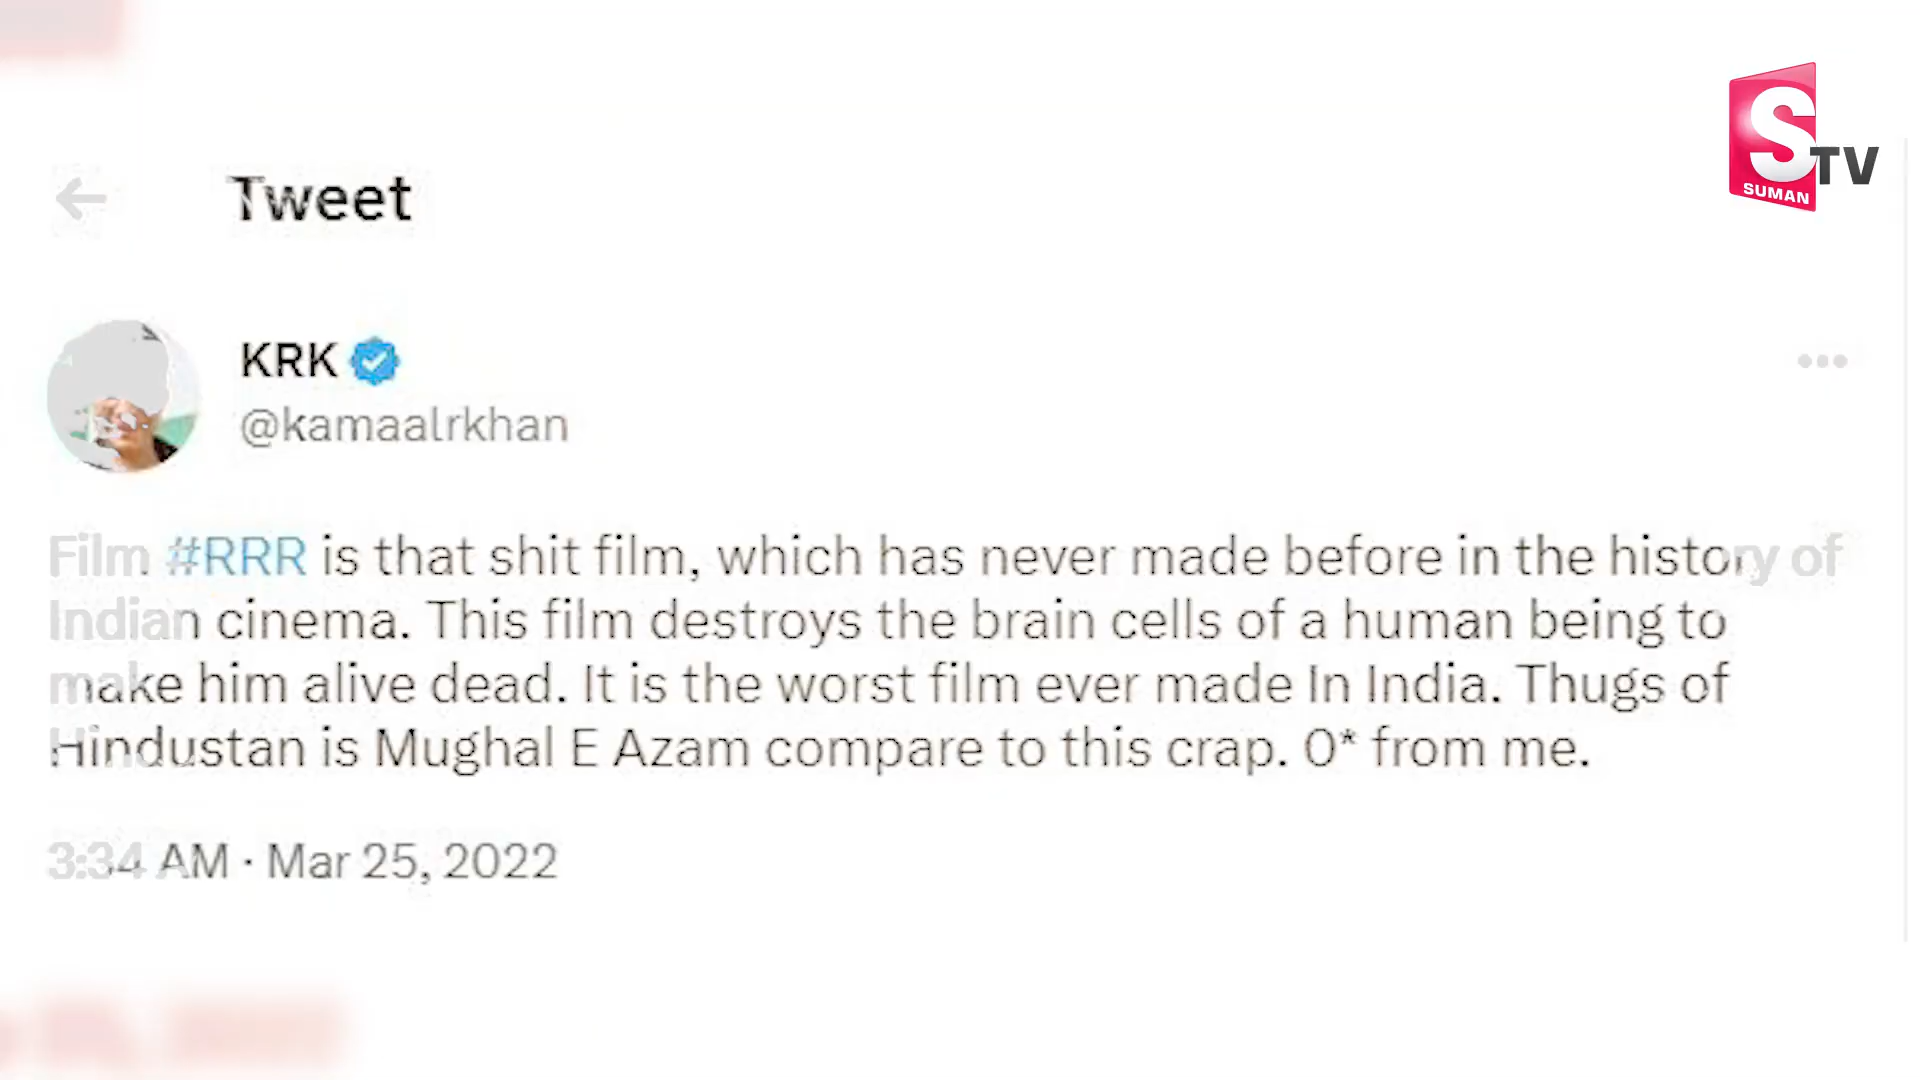 S
TV
SUMAN
Tweet
KRK
@kamaalrkhan
Film #RRR is that shit film, which has never made before in the history of
Indian cinema. This film destroys the brain cells of a human being to
make him alive dead. It is the worst film ever made In India. Thugs of
Hindustan is Mughal E Azam compare to this crap. 0* from me.
3:34 AM · Mar 25, 2022